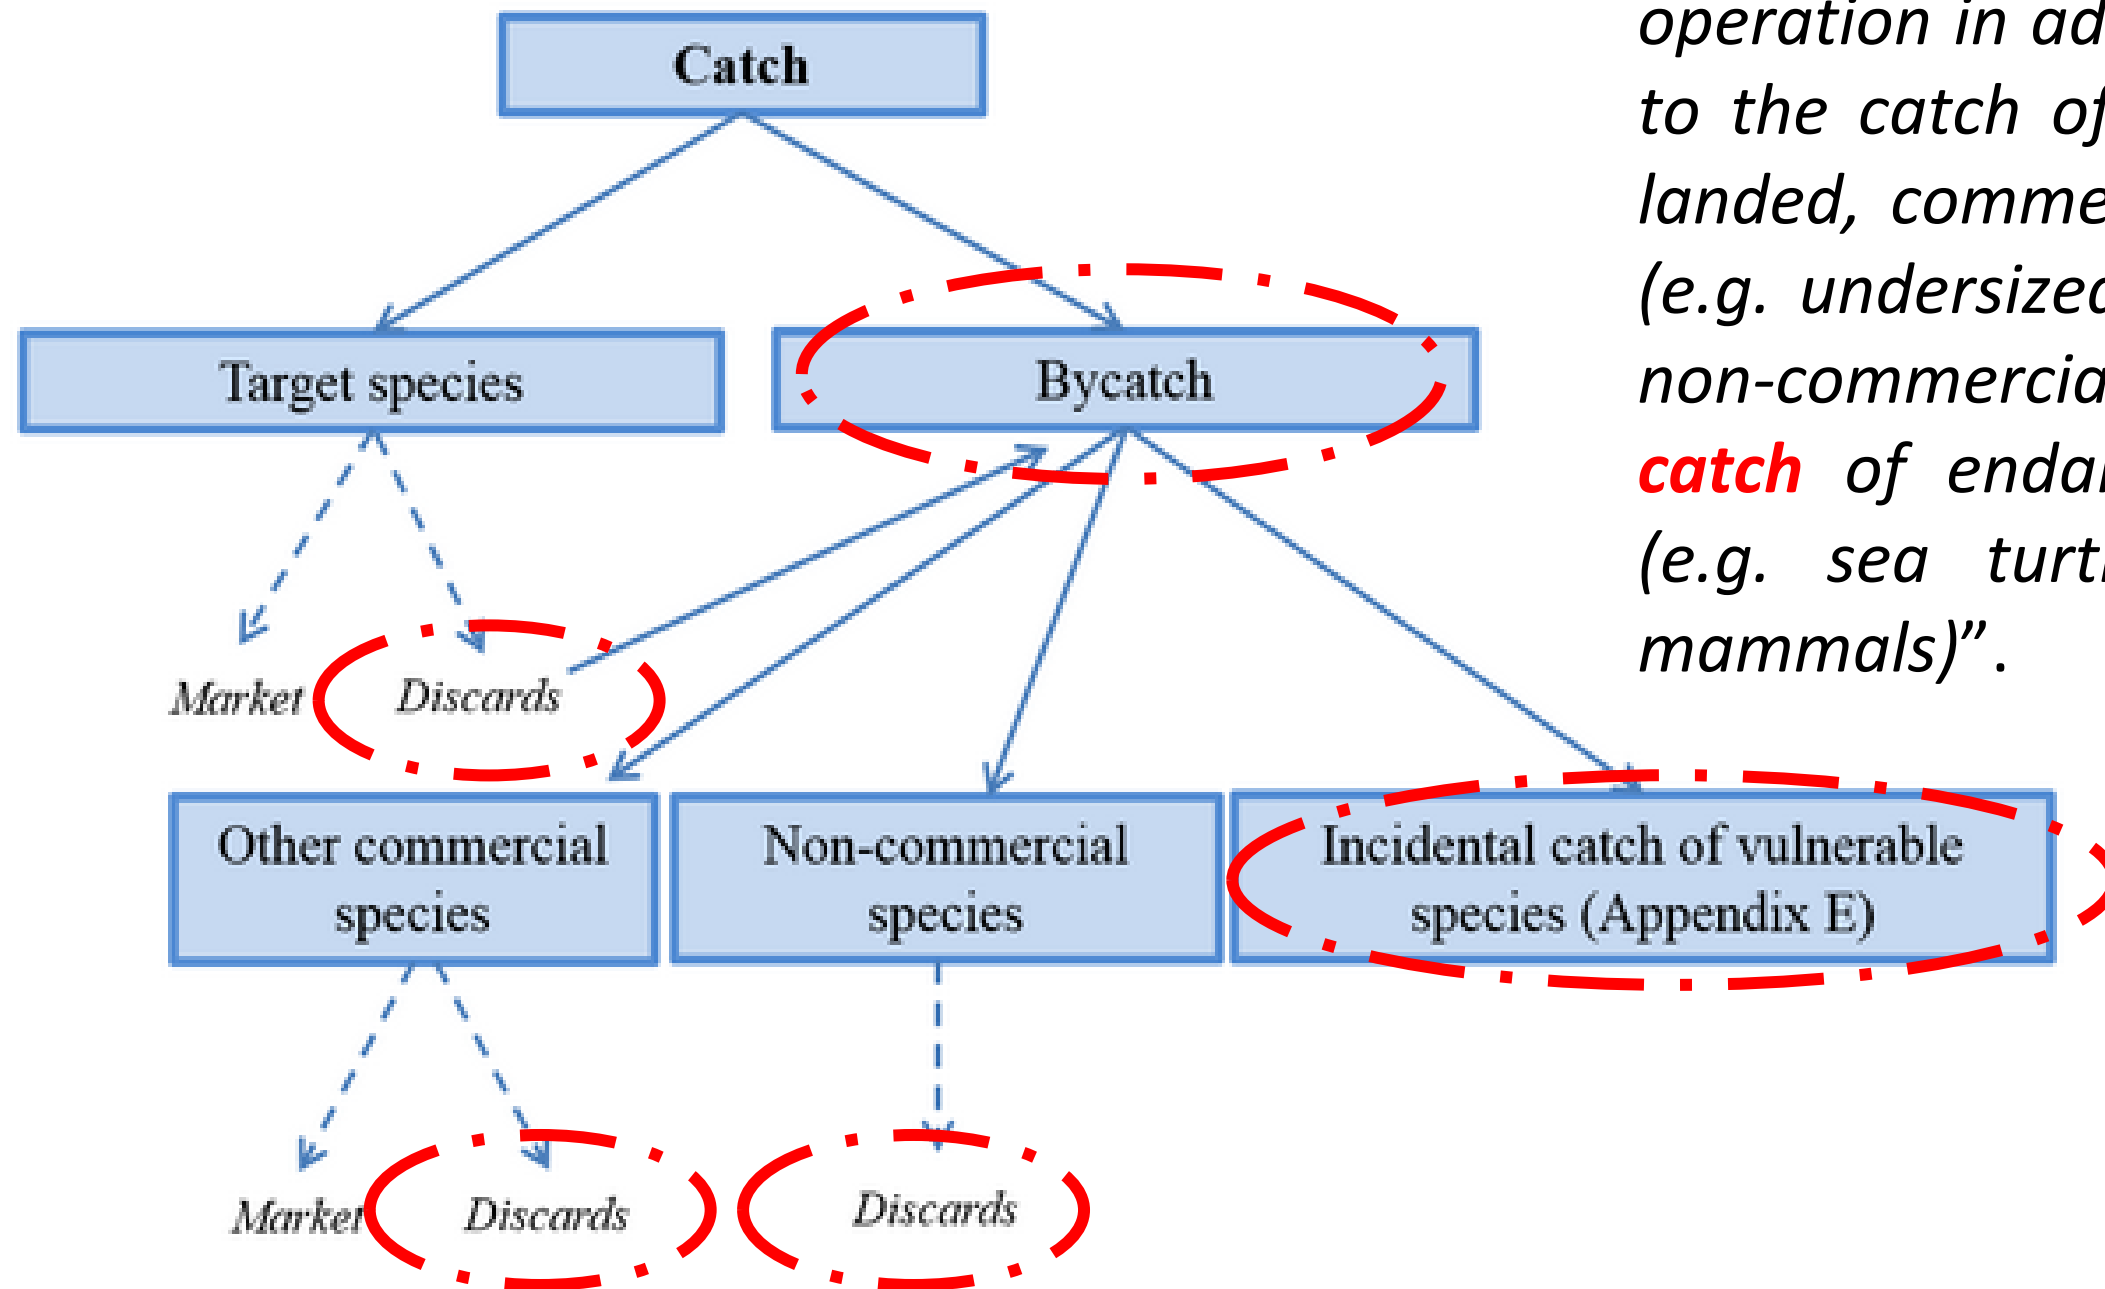 Catch
Target species
Bycatch
Market
Discards
Other commercial
species
Non-commercial
species
Incidental catch of vulnerable
species (Appendix E)
Market
Discards
Discards
operation in ad
to the catch of
landed, comme
(e.g. undersized
non-commercia
catch of endan
(e.g. sea turt
mammals)”.